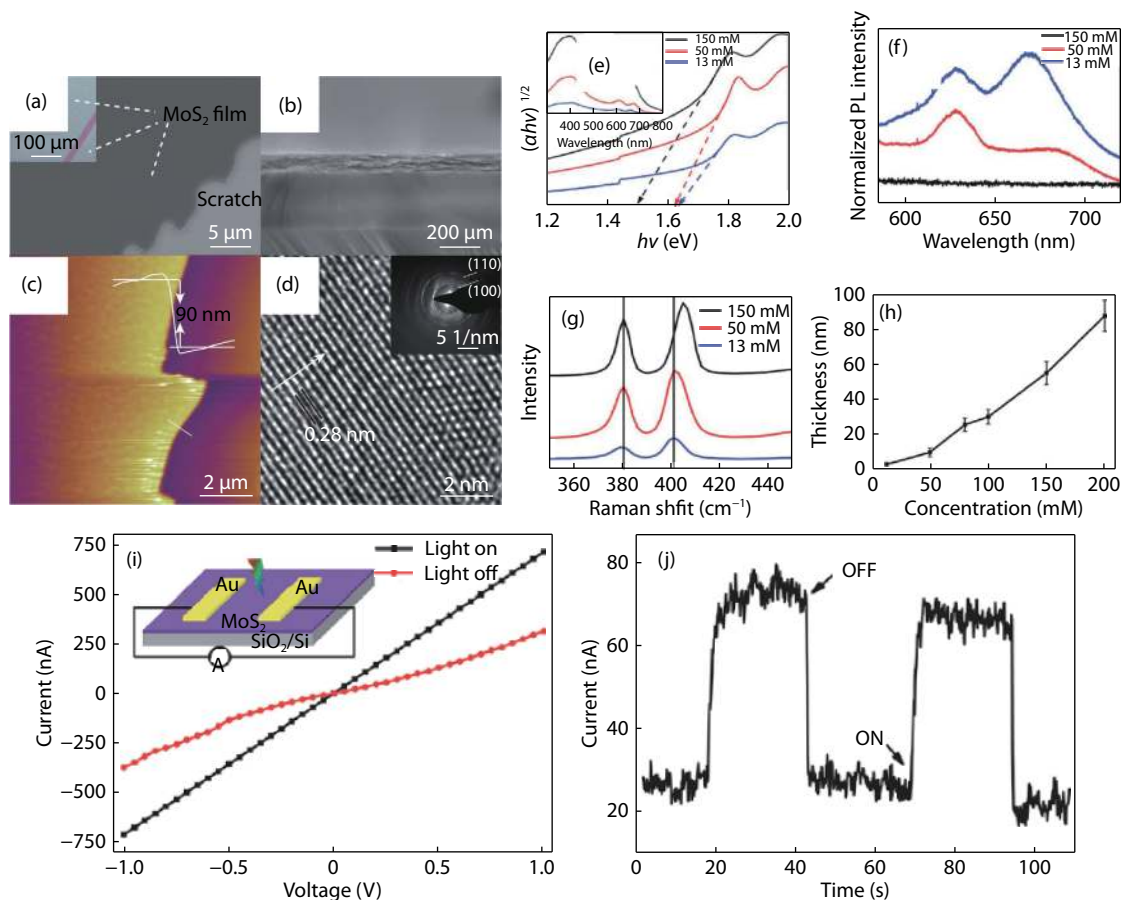 (a)
MoS₂ film
100 μm
Scratch
5 μm
(b)
200 μm
(c)
90 nm
2 μm
(d)
(110)
(100)
5 1/nm
0.28 nm
2 nm
(e)
150 mM
50 mM
13 mM
(ahv) 1/2
400 500 600 700 800
Wavelength (nm)
1.2 1.4 1.6 1.8 2.0
hv (eV)
(f)
150 mM
50 mM
13 mM
Normalized PL intensity
600 650 700
Wavelength (nm)
(g)
150 mM
50 mM
13 mM
Intensity
360 380 400 420 440
Raman shfit (cm⁻¹)
(h)
Thickness (nm)
100
80
60
40
20
0
0 50 100 150 200
Concentration (mM)
(i)
Light on
Light off
Au Au
MoS₂
SiO₂/Si
A
Current (nA)
750
500
250
0
−250
−500
−750
−1.0 −0.5 0 0.5 1.0
Voltage (V)
(j)
OFF
ON
Current (nA)
80
60
40
20
0 20 40 60 80 100
Time (s)